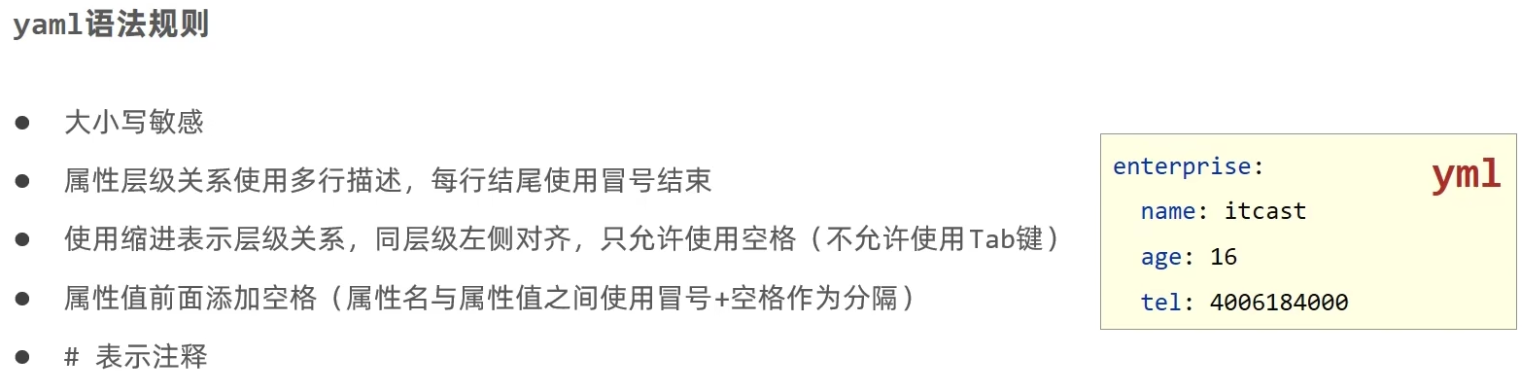 yaml语法规则
● 大小写敏感
● 属性层级关系使用多行描述，每行结尾使用冒号结束
● 使用缩进表示层级关系，同层级左侧对齐，只允许使用空格（不允许使用Tab键）
● 属性值前面添加空格（属性名与属性值之间使用冒号+空格作为分隔）
● # 表示注释
yml
enterprise:
  name: itcast
  age: 16
  tel: 4006184000